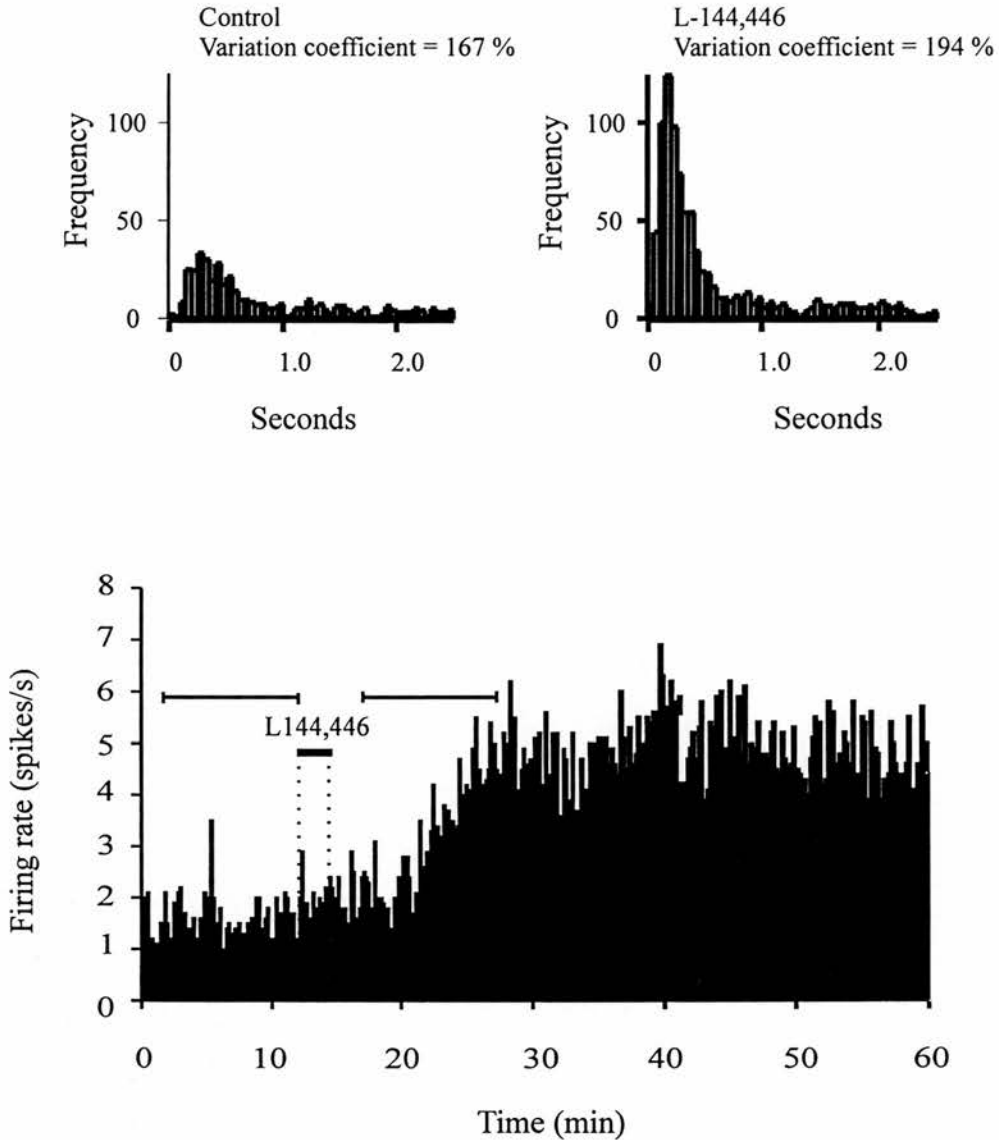 Control
Variation coefficient = 167 %
L-144,446
Variation coefficient = 194 %
Frequency
100
50
0
0 1.0 2.0
Seconds
Frequency
100
50
0
0 1.0 2.0
Seconds
Firing rate (spikes/s)
8
7
6
5
4
3
2
1
0
L144,446
0 10 20 30 40 50 60
Time (min)